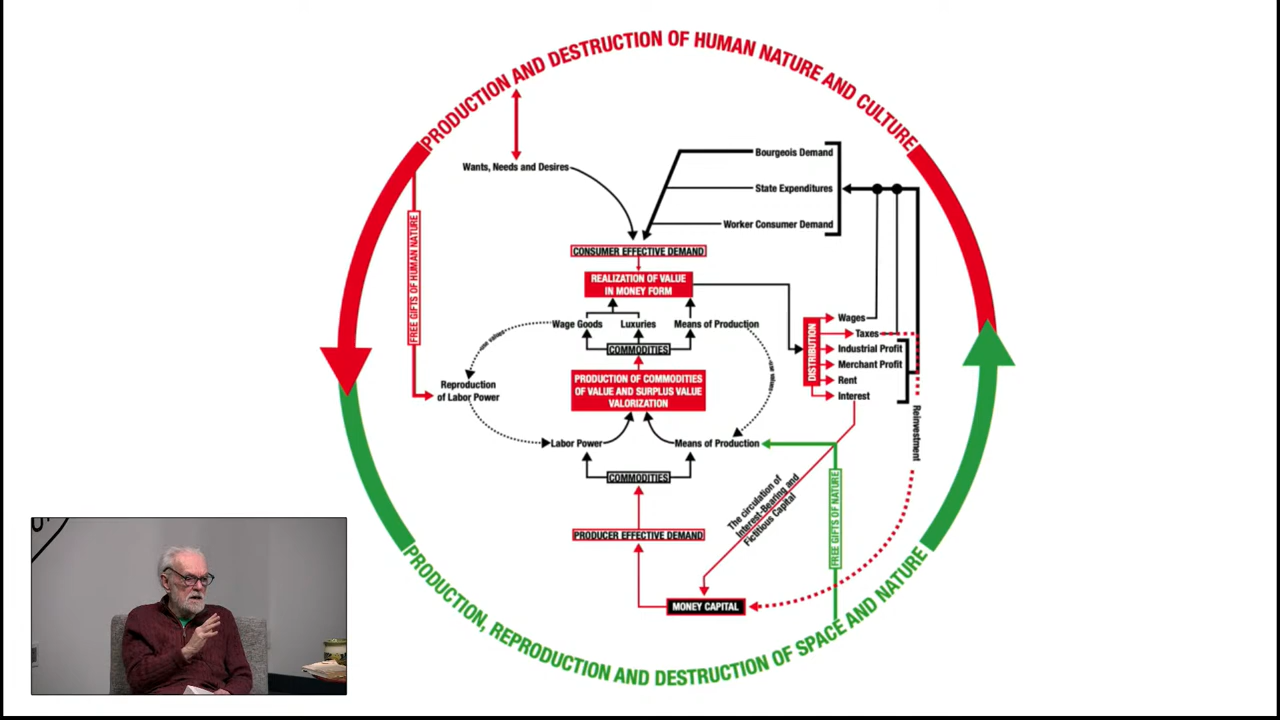 PRODUCTION AND DESTRUCTION OF HUMAN NATURE AND CULTURE
Wants, Needs and Desires
Bourgeois Demand
State Expenditures
Worker Consumer Demand
FREE GIFTS OF HUMAN NATURE
CONSUMER EFFECTIVE DEMAND
REALIZATION OF VALUE
IN MONEY FORM
Wage Goods
Luxuries
Means of Production
use values
use values
COMMODITIES
DISTRIBUTION
Wages
Taxes
Industrial Profit
Merchant Profit
Rent
Interest
Reproduction
of Labor Power
PRODUCTION OF COMMODITIES
OF VALUE AND SURPLUS VALUE
VALORIZATION
Labor Power
Means of Production
Reinvestment
COMMODITIES
The circulation of
Interest-Bearing and
Fictitious Capital
FREE GIFTS OF NATURE
PRODUCER EFFECTIVE DEMAND
MONEY CAPITAL
PRODUCTION, REPRODUCTION AND DESTRUCTION OF SPACE AND NATURE